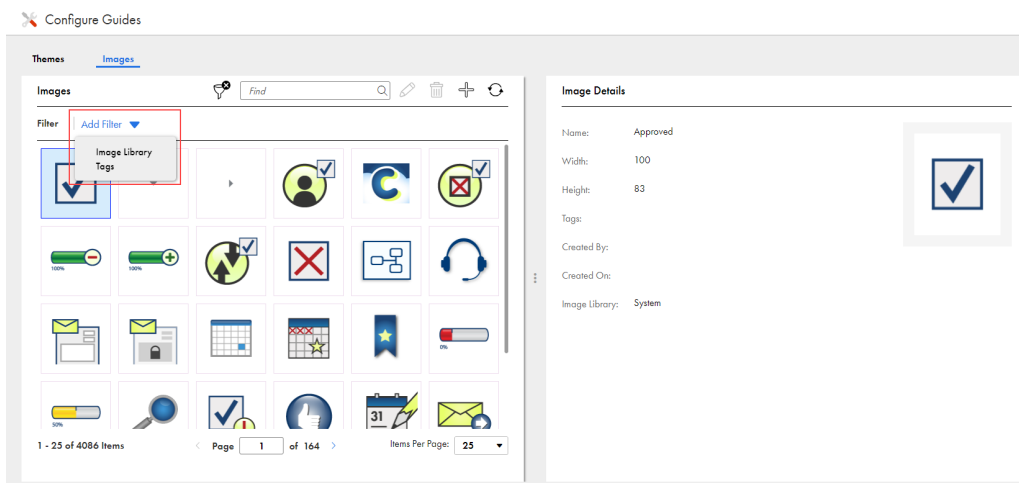 Configure Guides
Themes Images
Images Find
Image Details
Filter Add Filter
Image Library
Tags
Name: Approved
Width: 100
Height: 83
Tags:
Created By:
Created On:
Image Library: System
100% 100%
0%
50% 31
1 - 25 of 4086 Items Page 1 of 164 Items Per Page: 25